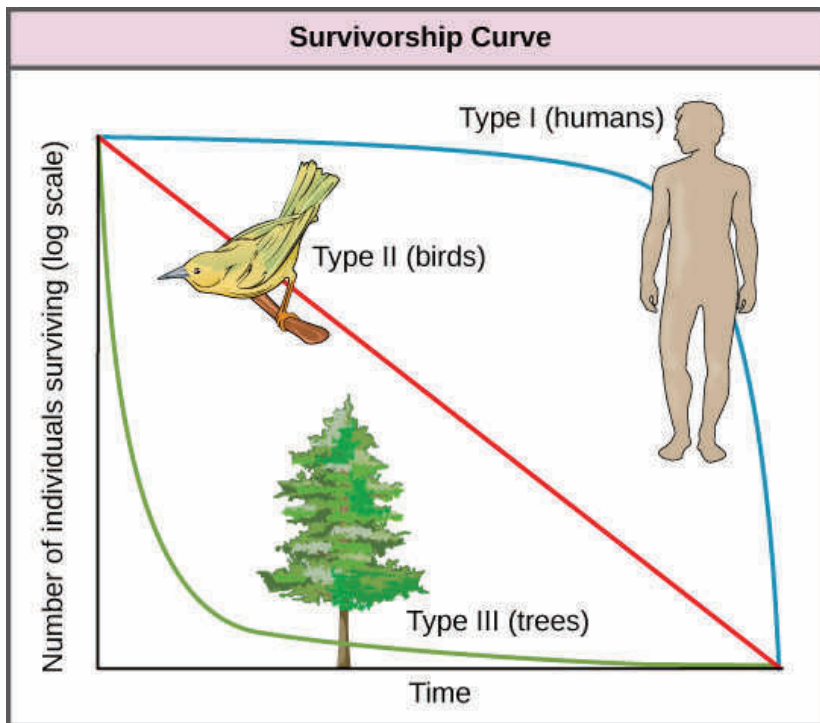 Survivorship Curve
Type I (humans)
Type II (birds)
Type III (trees)
Number of individuals surviving (log scale)
Time